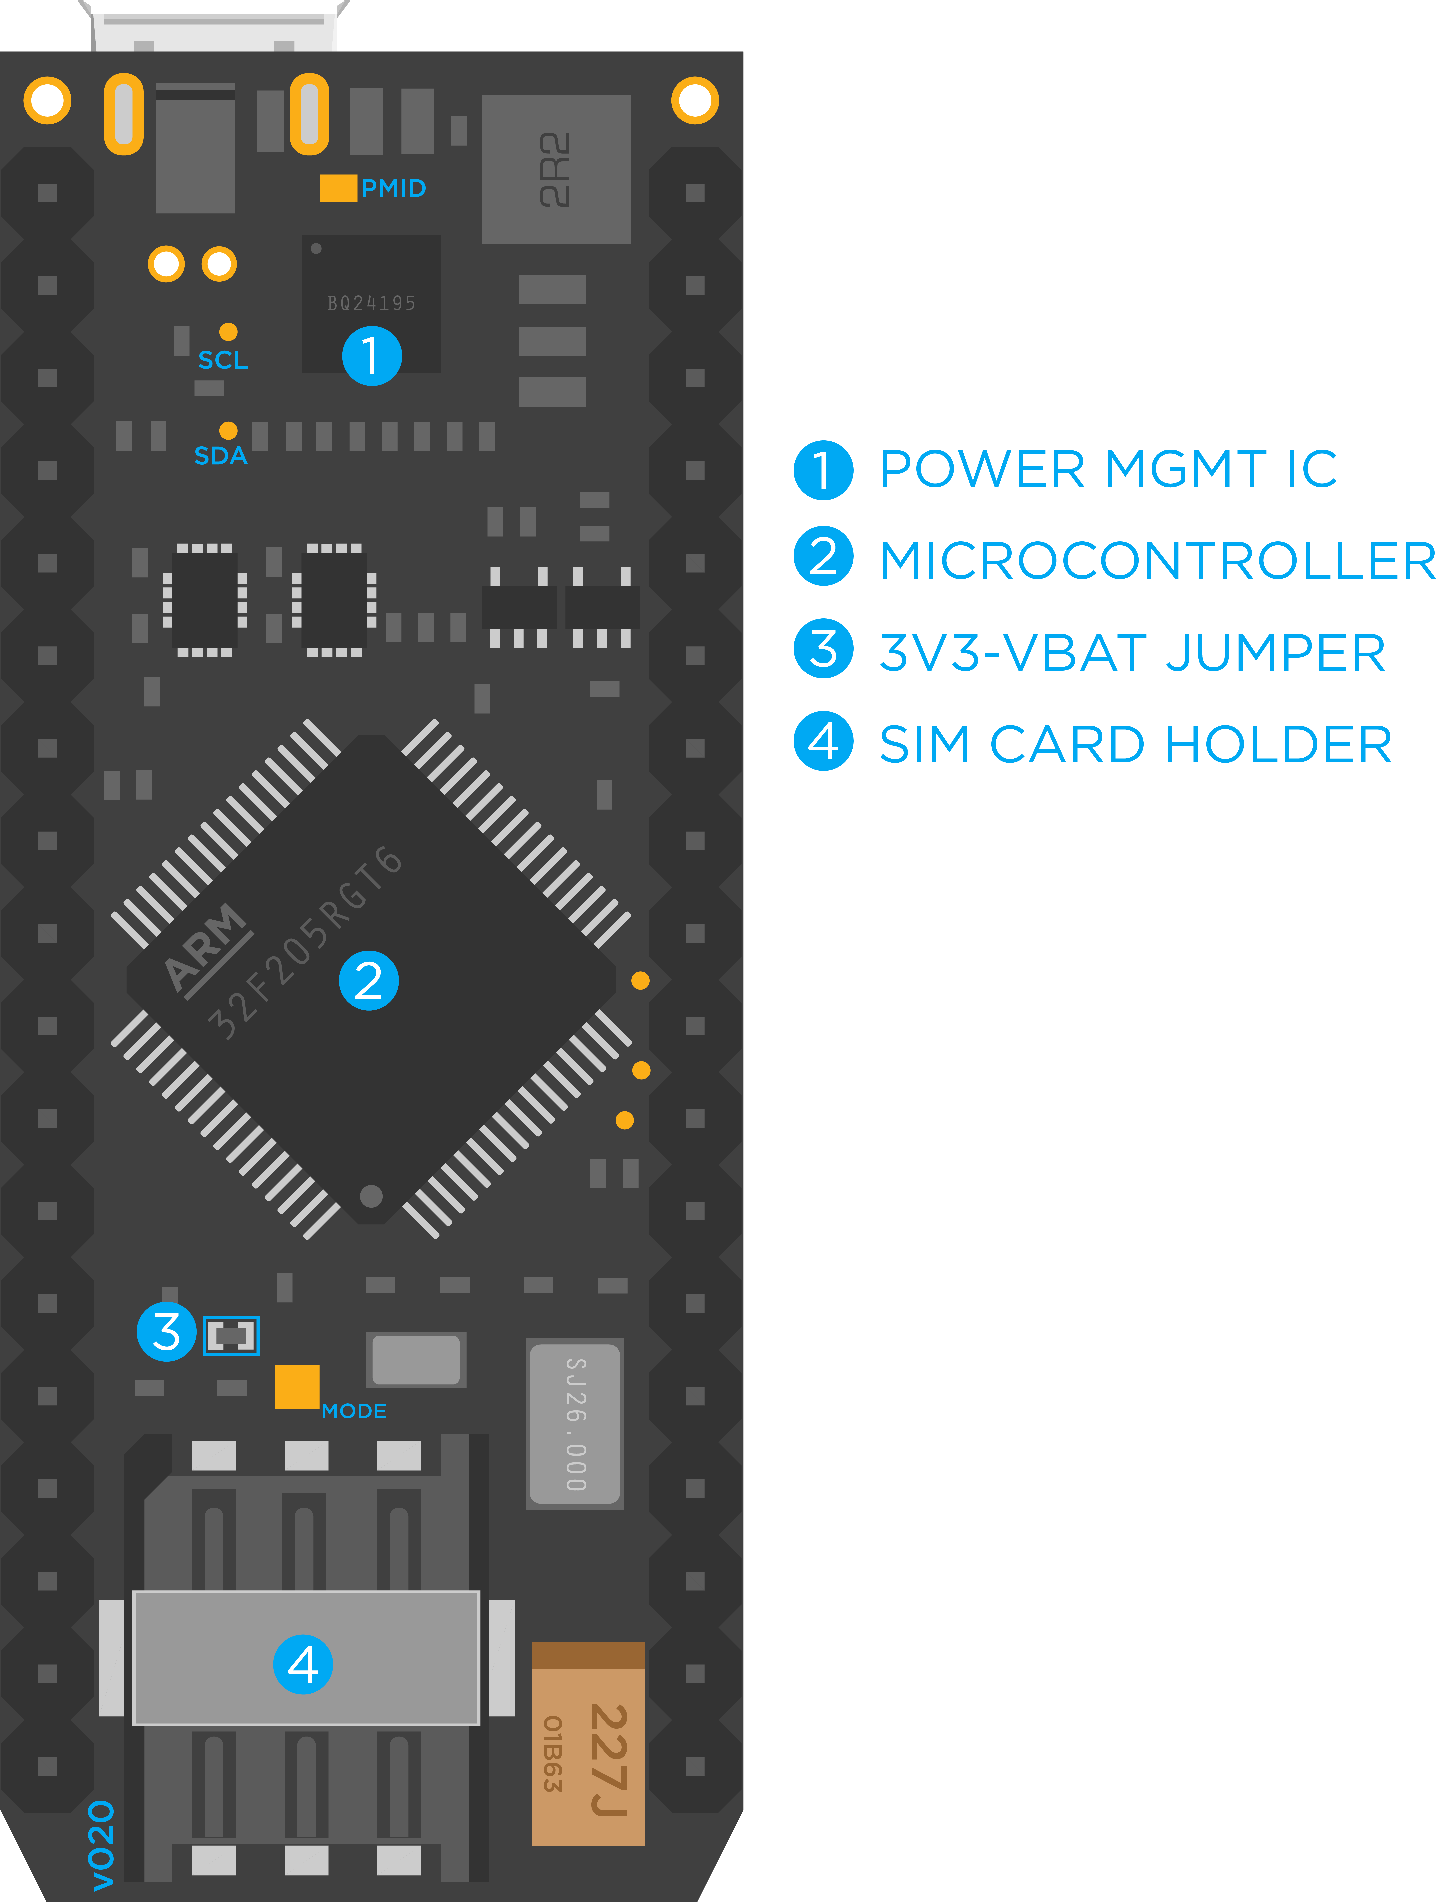 2R2
PMID
BQ24195
1
SCL
SDA
1 POWER MGMT IC
2 MICROCONTROLLER
3 3V3-VBAT JUMPER
4 SIM CARD HOLDER
ARM
32F205RGT6
2
3
MODE
SJ26.000
4
227J
01B63
v020